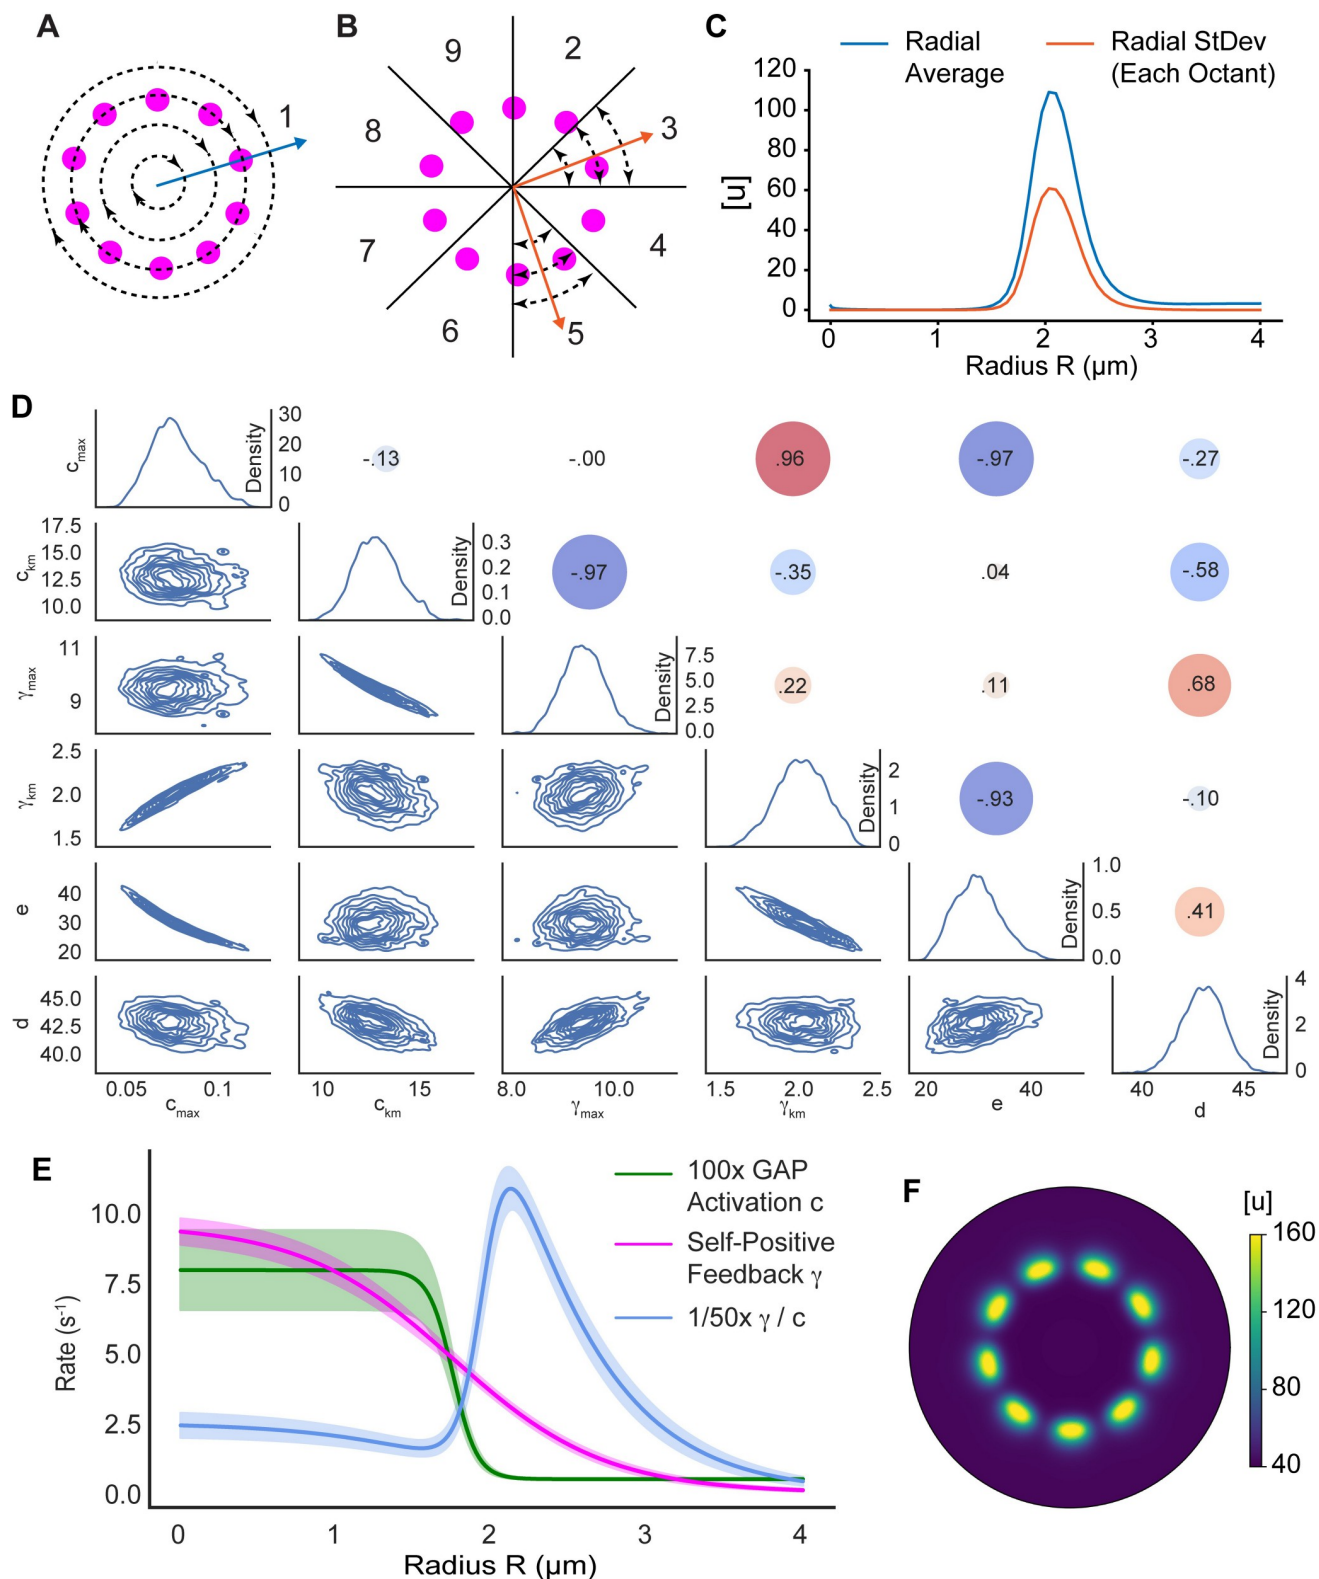 A
1
B
9
2
8
3
7
4
6
5
C
Radial Average
Radial StDev (Each Octant)
120
100
80
60
40
20
0
[u]
0 1 2 3 4
Radius R (µm)
D
c_max
30
20
10
0
Density
-.13
-.00
.96
-.97
-.27
c_km
17.5
15.0
12.5
10.0
0.3
0.2
0.1
0.0
Density
-.97
-.35
.04
-.58
γ_max
11
9
7.5
5.0
2.5
0.0
Density
.22
.11
.68
γ_km
2.5
2.0
1.5
2
1
0
Density
-.93
-.10
e
40
30
20
1.0
0.5
0.0
Density
.41
d
45.0
42.5
40.0
4
2
0
Density
0.05 0.1
10 15
8.0 10.0
1.5 2.0 2.5
20 40
40 45
c_max
c_km
γ_max
γ_km
e
d
E
100x GAP
Activation c
Self-Positive
Feedback γ
1/50x γ / c
10.0
7.5
5.0
2.5
0.0
Rate (s⁻¹)
0 1 2 3 4
Radius R (µm)
F
[u]
160
120
80
40